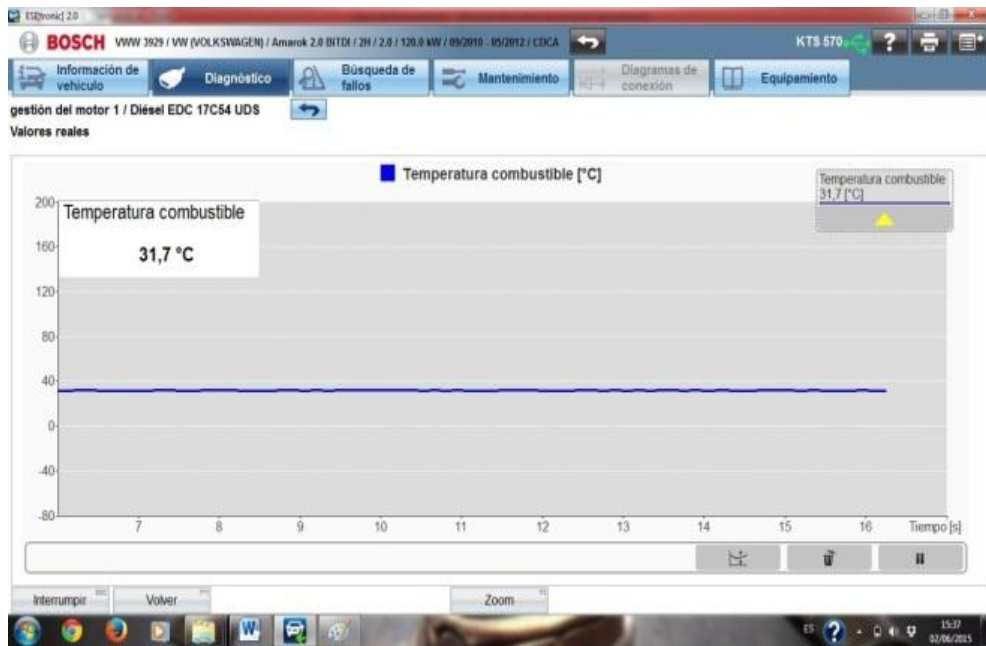 ESI[tronic] 2.0
BOSCH VWW 3929 / VW (VOLKSWAGEN) / Amarok 2.0 BiTDI / 2H / 2.0 / 120.0 kW / 09/2010 - 05/2012 / CDCA KTS 570 ?
Información de vehículo
Diagnóstico
Búsqueda de fallos
Mantenimiento
Diagramas de conexión
Equipamiento
gestión del motor 1 / Diésel EDC 17C54 UDS
Valores reales
Temperatura combustible [°C]
Temperatura combustible
31,7 [°C]
Temperatura combustible
31,7 °C
200
160
120
80
40
0
-40
-80
7 8 9 10 11 12 13 14 15 16 Tiempo [s]
Interrumpir
Volver
Zoom
ES ? 15:37
02/06/2015